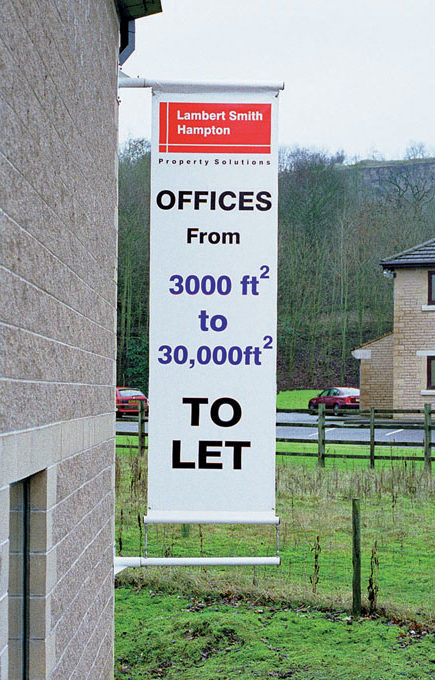 Lambert Smith
Hampton
Property Solutions
OFFICES
From
3000 ft²
to
30,000ft²
TO
LET